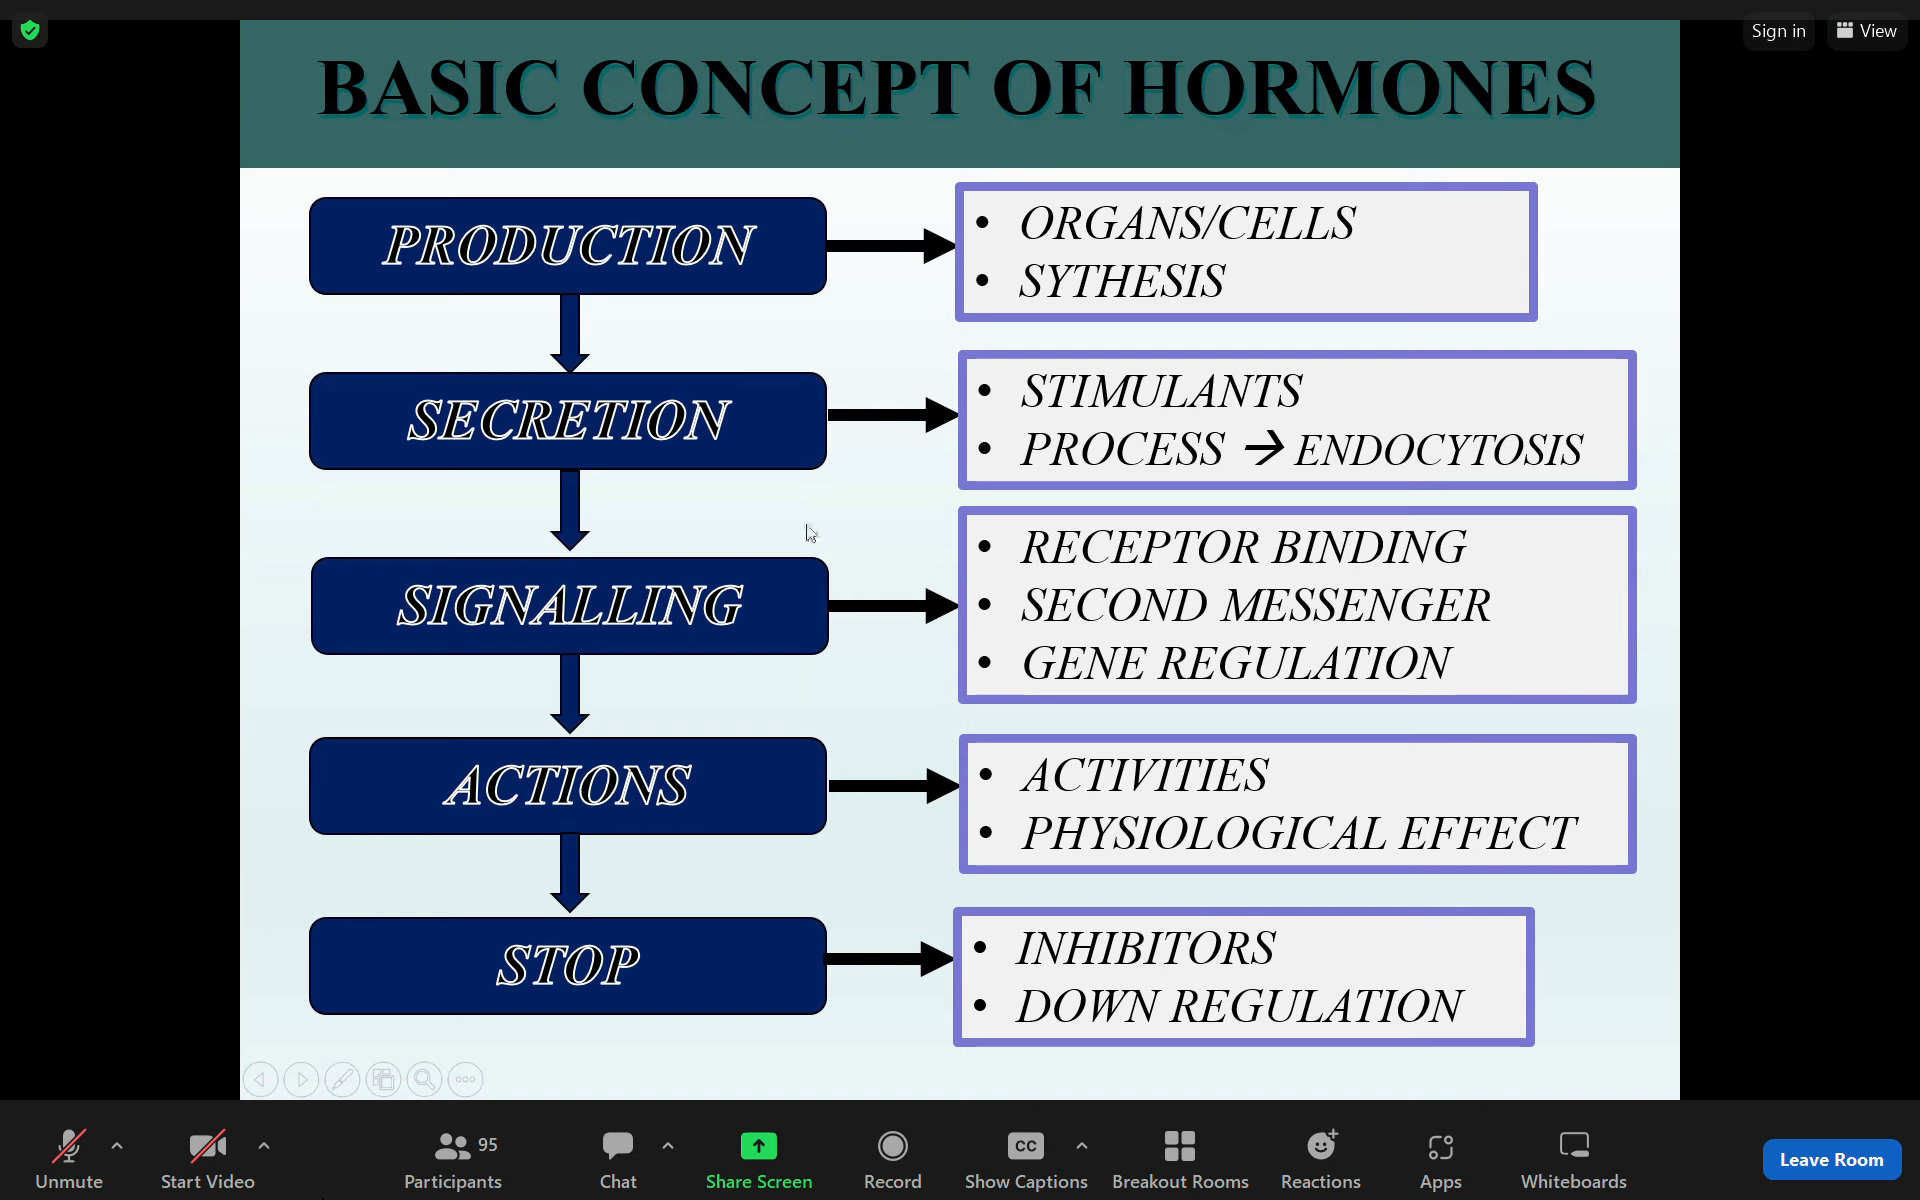 Sign in
View
BASIC CONCEPT OF HORMONES
PRODUCTION
• ORGANS/CELLS
• SYTHESIS
SECRETION
• STIMULANTS
• PROCESS → ENDOCYTOSIS
SIGNALLING
• RECEPTOR BINDING
• SECOND MESSENGER
• GENE REGULATION
ACTIONS
• ACTIVITIES
• PHYSIOLOGICAL EFFECT
STOP
• INHIBITORS
• DOWN REGULATION
Unmute
Start Video
95
Participants
Chat
Share Screen
Record
CC
Show Captions
Breakout Rooms
Reactions
Apps
Whiteboards
Leave Room